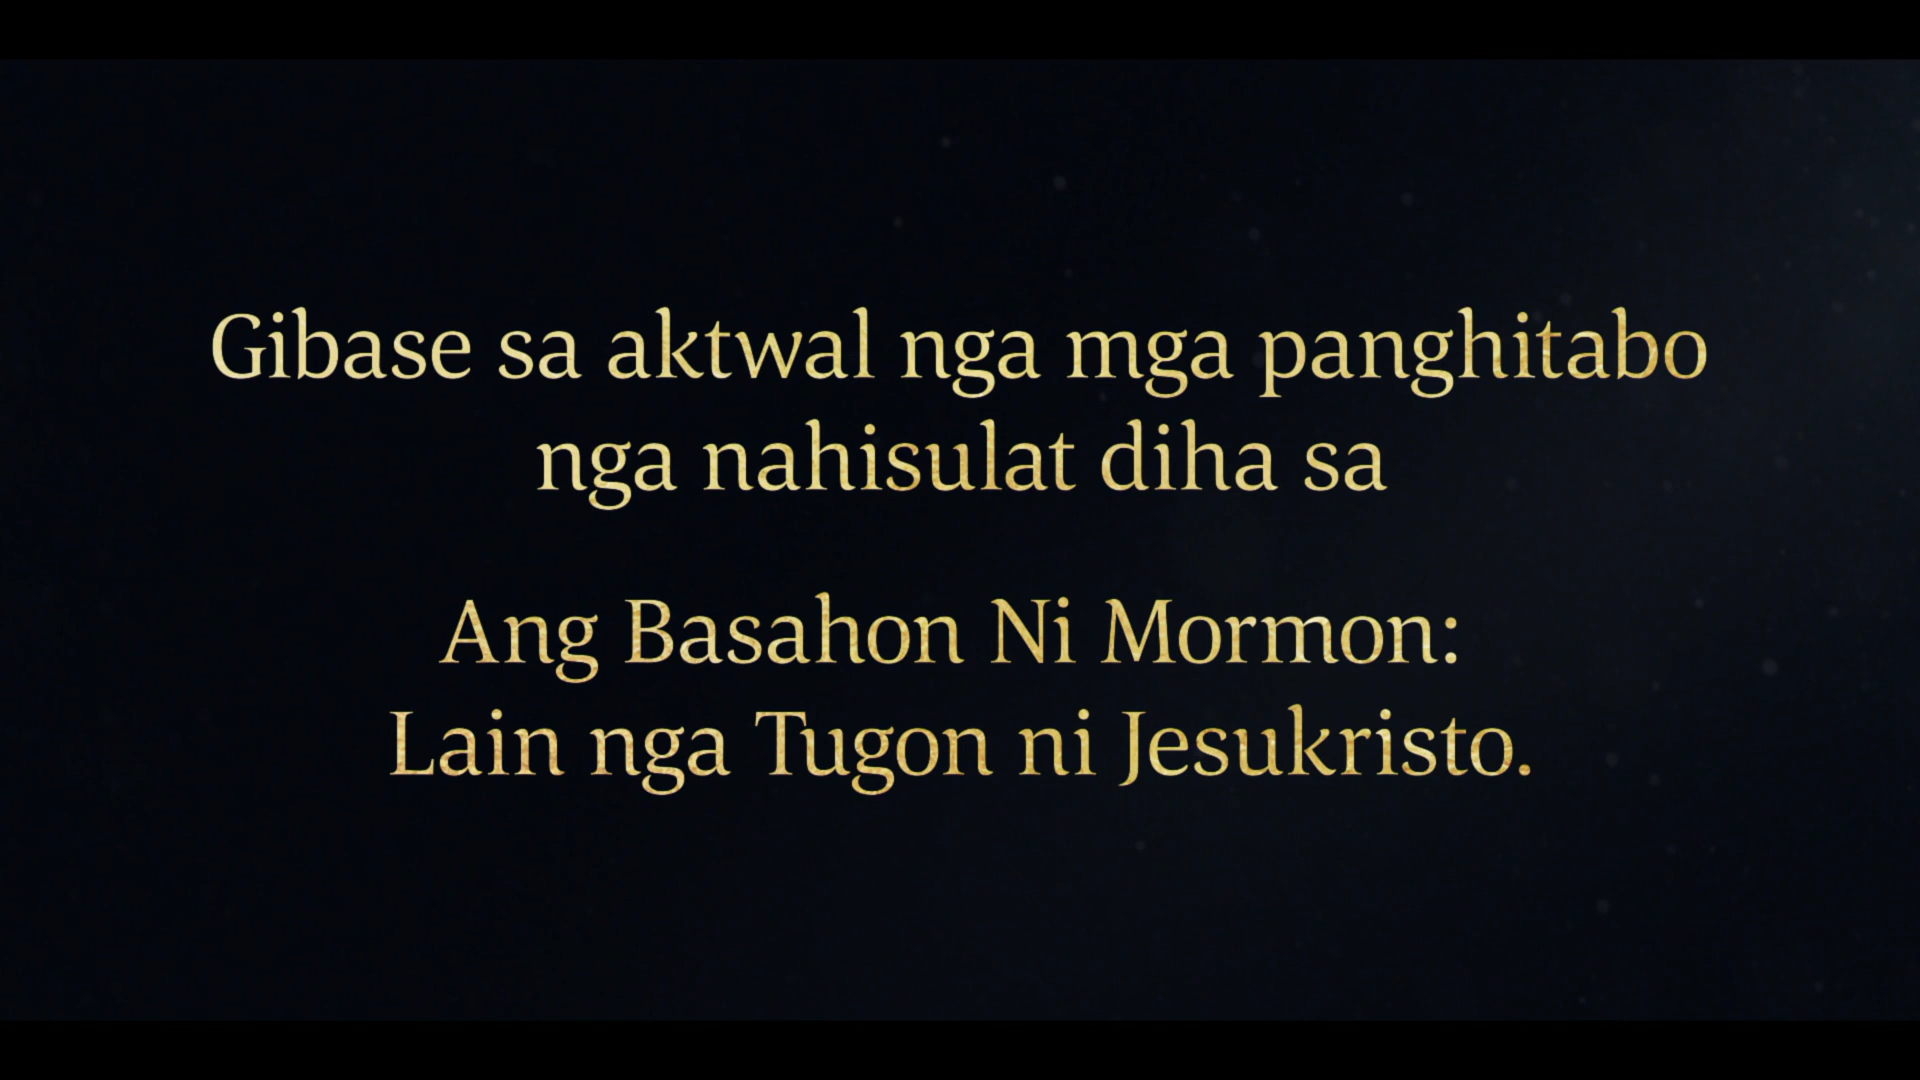 Gibase sa aktwal nga mga panghitabo
nga nahisulat diha sa
Ang Basahon Ni Mormon:
Lain nga Tugon ni Jesukristo.